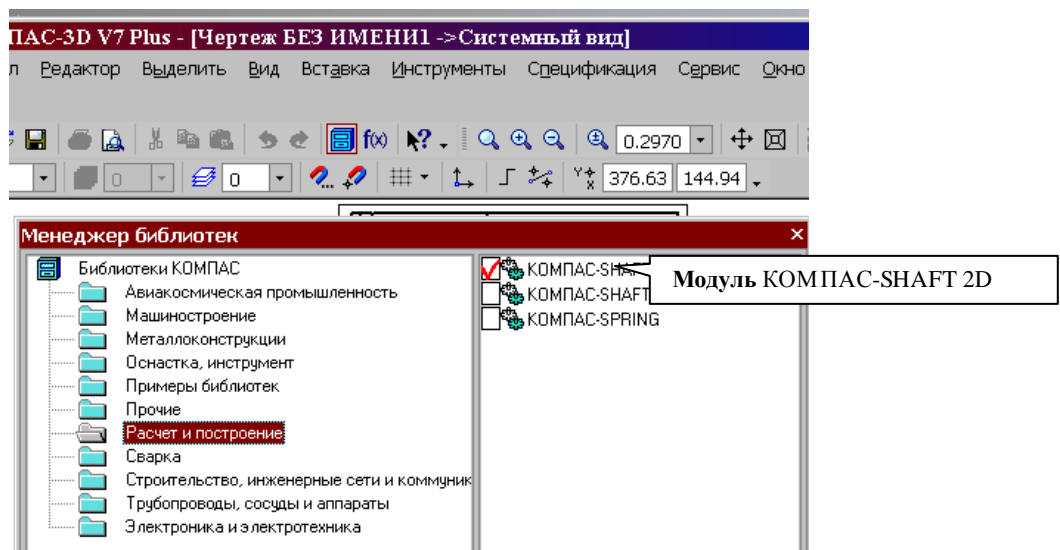 ПАС-3D V7 Plus - [Чертеж БЕЗ ИМЕНИ1 ->Системный вид]
л Редактор Выделить Вид Вставка Инструменты Спецификация Сервис Окно
f(x) 0.2970
0 0 376.63 144.94
Менеджер библиотек
Библиотеки КОМПАС
Авиакосмическая промышленность
Машиностроение
Металлоконструкции
Оснастка, инструмент
Примеры библиотек
Прочие
Расчет и построение
Сварка
Строительство, инженерные сети и коммуник
Трубопроводы, сосуды и аппараты
Электроника и электротехника
КОМПАС-SHAF
КОМПАС-SHAFT
КОМПАС-SPRING
Модуль КОМПАС-SHAFT 2D